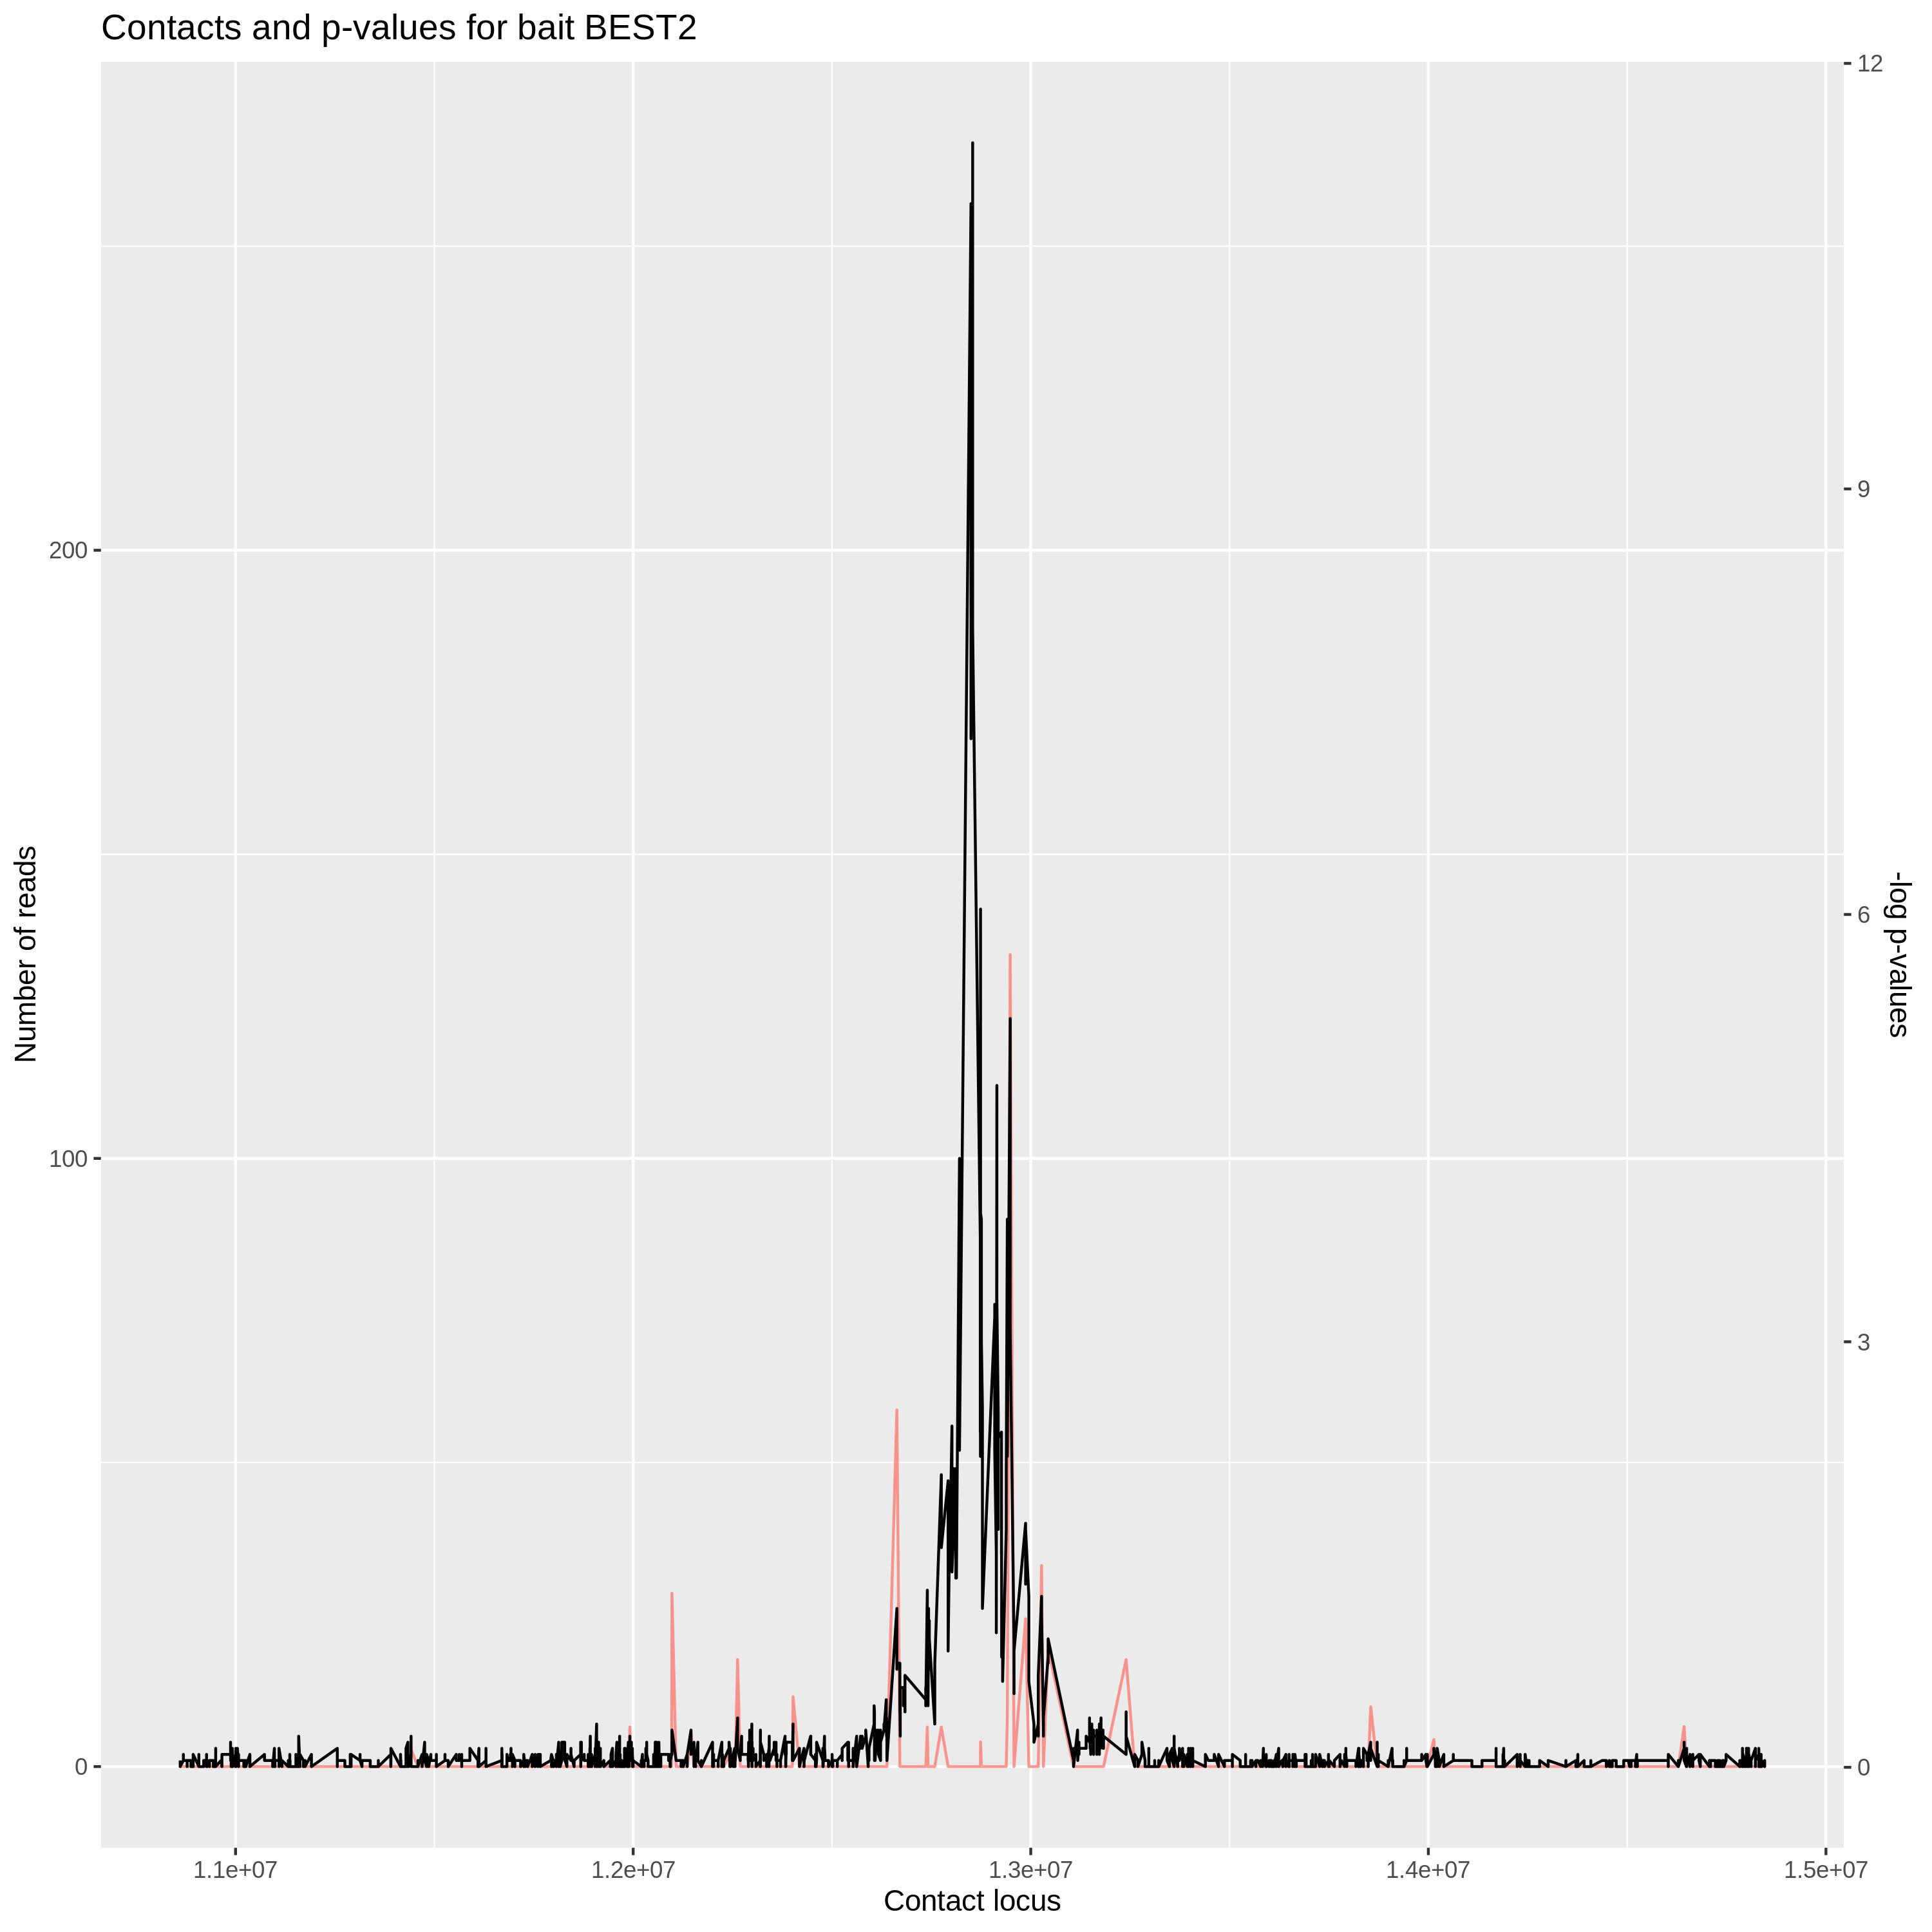 Contacts and p-values for bait BEST2
12
9
200
Number of reads
-log p-values
6
100
3
0
0
1.1e+07 1.2e+07 1.3e+07 1.4e+07 1.5e+07
Contact locus